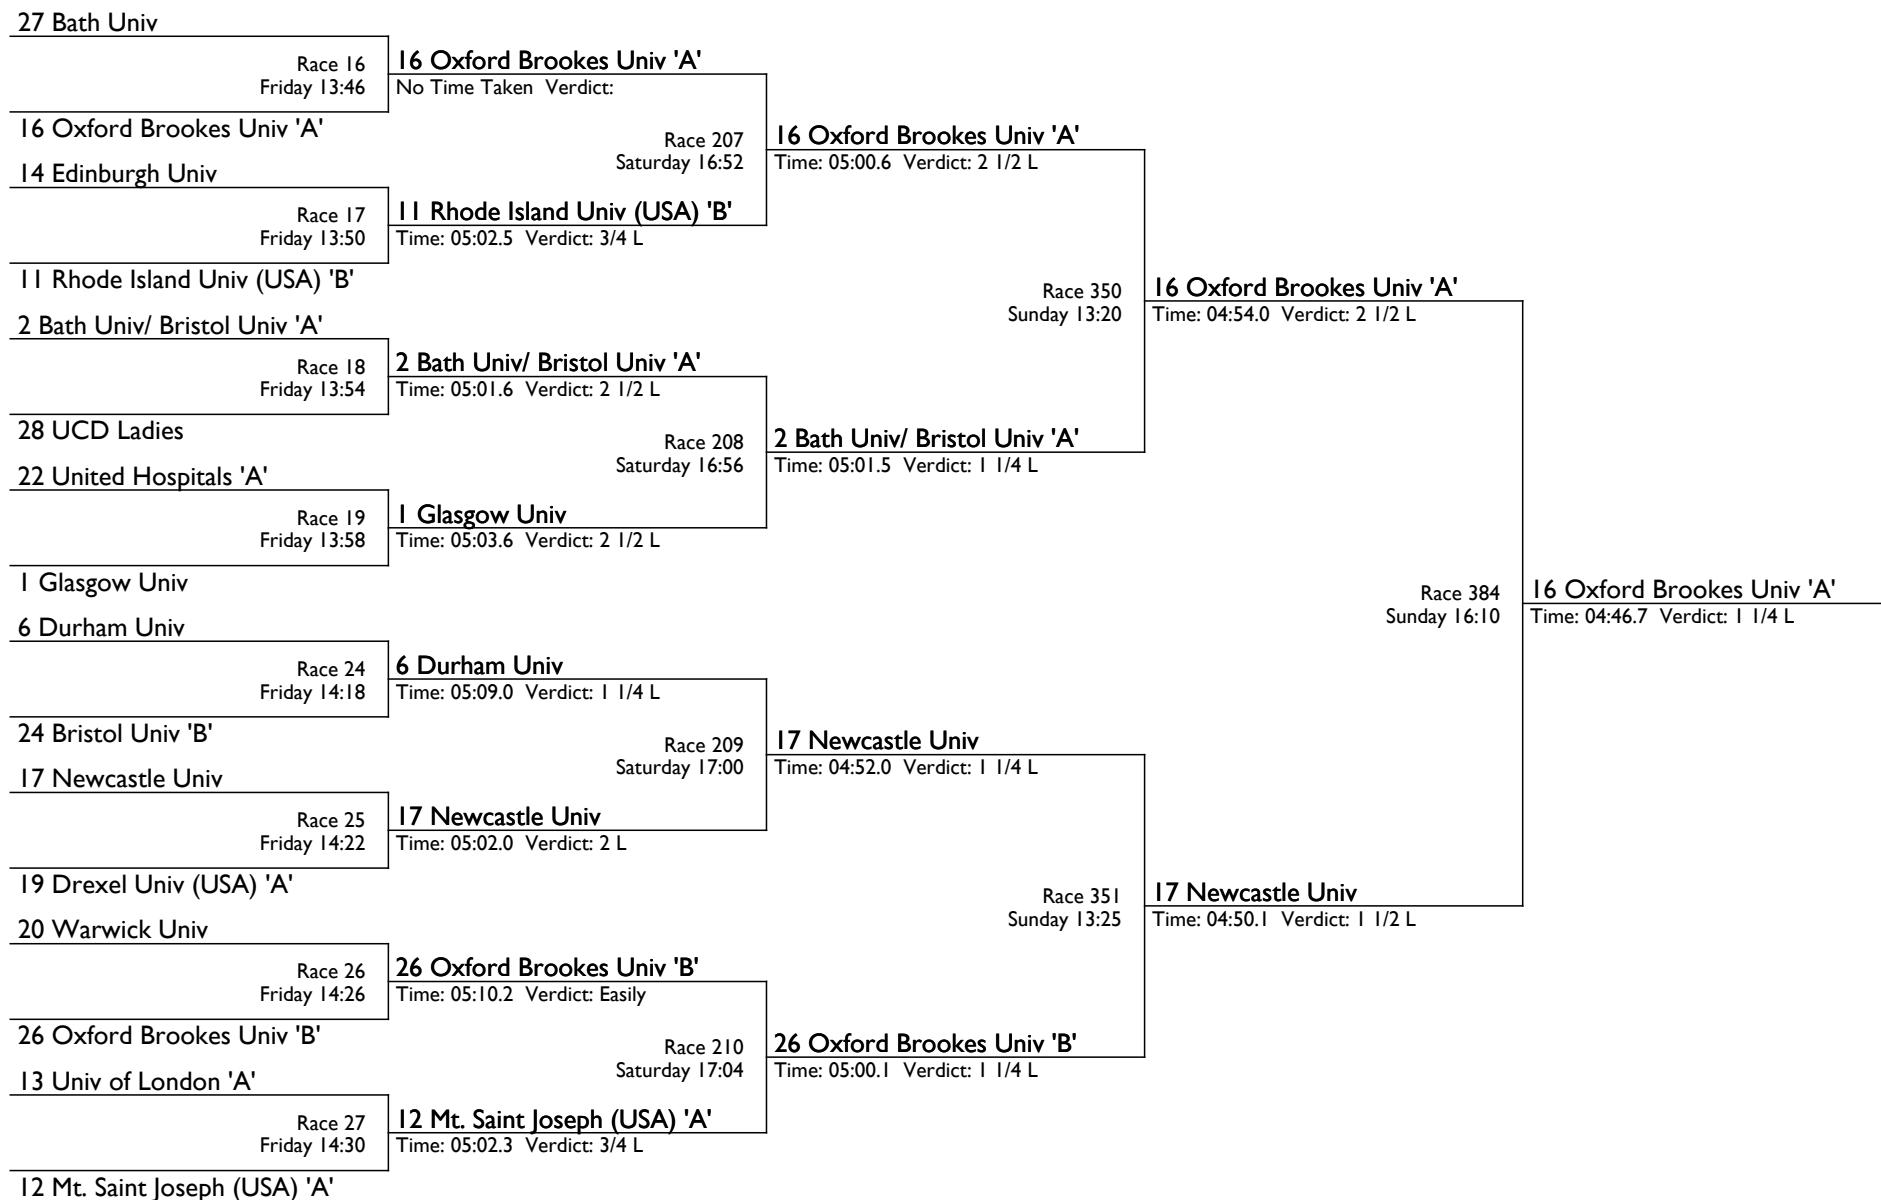 27 Bath Univ
Race 16
Friday 13:46
16 Oxford Brookes Univ 'A'
No Time Taken Verdict:
16 Oxford Brookes Univ 'A'
Race 207
Saturday 16:52
16 Oxford Brookes Univ 'A'
Time: 05:00.6 Verdict: 2 1/2 L
14 Edinburgh Univ
Race 17
Friday 13:50
11 Rhode Island Univ (USA) 'B'
Time: 05:02.5 Verdict: 3/4 L
11 Rhode Island Univ (USA) 'B'
Race 350
Sunday 13:20
16 Oxford Brookes Univ 'A'
Time: 04:54.0 Verdict: 2 1/2 L
2 Bath Univ/ Bristol Univ 'A'
Race 18
Friday 13:54
2 Bath Univ/ Bristol Univ 'A'
Time: 05:01.6 Verdict: 2 1/2 L
28 UCD Ladies
Race 208
Saturday 16:56
2 Bath Univ/ Bristol Univ 'A'
Time: 05:01.5 Verdict: 1 1/4 L
22 United Hospitals 'A'
Race 19
Friday 13:58
1 Glasgow Univ
Time: 05:03.6 Verdict: 2 1/2 L
1 Glasgow Univ
Race 384
Sunday 16:10
16 Oxford Brookes Univ 'A'
Time: 04:46.7 Verdict: 1 1/4 L
6 Durham Univ
Race 24
Friday 14:18
6 Durham Univ
Time: 05:09.0 Verdict: 1 1/4 L
24 Bristol Univ 'B'
Race 209
Saturday 17:00
17 Newcastle Univ
Time: 04:52.0 Verdict: 1 1/4 L
17 Newcastle Univ
Race 25
Friday 14:22
17 Newcastle Univ
Time: 05:02.0 Verdict: 2 L
19 Drexel Univ (USA) 'A'
Race 351
Sunday 13:25
17 Newcastle Univ
Time: 04:50.1 Verdict: 1 1/2 L
20 Warwick Univ
Race 26
Friday 14:26
26 Oxford Brookes Univ 'B'
Time: 05:10.2 Verdict: Easily
26 Oxford Brookes Univ 'B'
Race 210
Saturday 17:04
26 Oxford Brookes Univ 'B'
Time: 05:00.1 Verdict: 1 1/4 L
13 Univ of London 'A'
Race 27
Friday 14:30
12 Mt. Saint Joseph (USA) 'A'
Time: 05:02.3 Verdict: 3/4 L
12 Mt. Saint Joseph (USA) 'A'